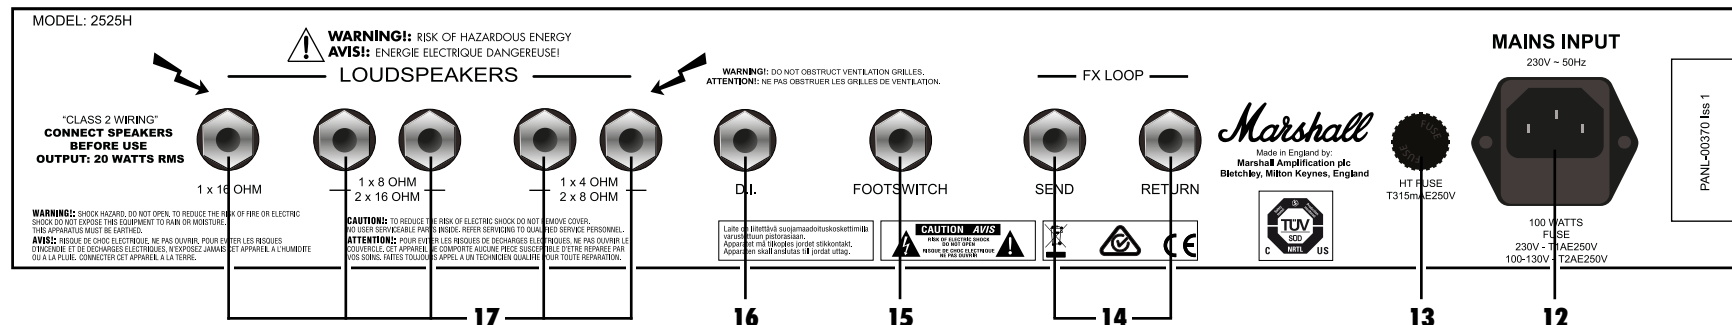 MODEL: 2525H
WARNING!: RISK OF HAZARDOUS ENERGY
AVIS!: ENERGIE ELECTRIQUE DANGEREUSE!
LOUDSPEAKERS
"CLASS 2 WIRING"
CONNECT SPEAKERS
BEFORE USE
OUTPUT: 20 WATTS RMS
1 x 16 OHM
1 x 8 OHM
2 x 16 OHM
1 x 4 OHM
2 x 8 OHM
WARNING!: DO NOT OBSTRUCT VENTILATION GRILLES.
ATTENTION!: NE PAS OBSTRUER LES GRILLES DE VENTILATION.
D.I.
FOOTSWITCH
FX LOOP
SEND
RETURN
Marshall
Made in England by:
Marshall Amplification plc
Bletchley, Milton Keynes, England
FUSE
FUSE
HT FUSE
T315mAE250V
MAINS INPUT
230V ~ 50Hz
100 WATTS
FUSE
230V - T1AE250V
100-130V - T2AE250V
PANL-00370 Iss 1
WARNING!: SHOCK HAZARD, DO NOT OPEN. TO REDUCE THE RISK OF FIRE OR ELECTRIC
SHOCK DO NOT EXPOSE THIS EQUIPMENT TO RAIN OR MOISTURE.
THIS APPARATUS MUST BE EARTHED.
AVIS!: RISQUE DE CHOC ELECTRIQUE, NE PAS OUVRIR. POUR EVITER LES RISQUES
D'INCENDIE ET DE DECHARGES ELECTRIQUES, N'EXPOSEZ JAMAIS CET APPAREIL A L'HUMIDITE
OU A LA PLUIE. CONNECTER CET APPAREIL A LA TERRE.
CAUTION!: TO REDUCE THE RISK OF ELECTRIC SHOCK DO NOT REMOVE COVER.
NO USER SERVICEABLE PARTS INSIDE. REFER SERVICING TO QUALIFIED SERVICE PERSONNEL.
ATTENTION!: POUR EVITER LES RISQUES DE DECHARGES ELECTRIQUES, NE PAS OUVRIR LE
COUVERCLE, CET APPAREIL NE COMPORTE AUCUNE PIECE SUSCEPTIBLE D'ETRE REPAREE PAR
VOS SOINS. FAITES TOUJOURS APPEL A UN TECHNICIEN QUALIFIE POUR TOUTE REPARATION.
Laite on liitettävä suojamaadoituskoskettimilla
varustettuun pistorasiaan.
Apparatet må tilkoples jordet stikkontakt.
Apparaten skall anslutas till jordat uttag.
CAUTION AVIS
RISK OF ELECTRIC SHOCK
DO NOT OPEN
RISQUE DE CHOC ELECTRIQUE
NE PAS OUVRIR
CE
TÜV
SÜD
NRTL
C US
17
16
15
14
13
12